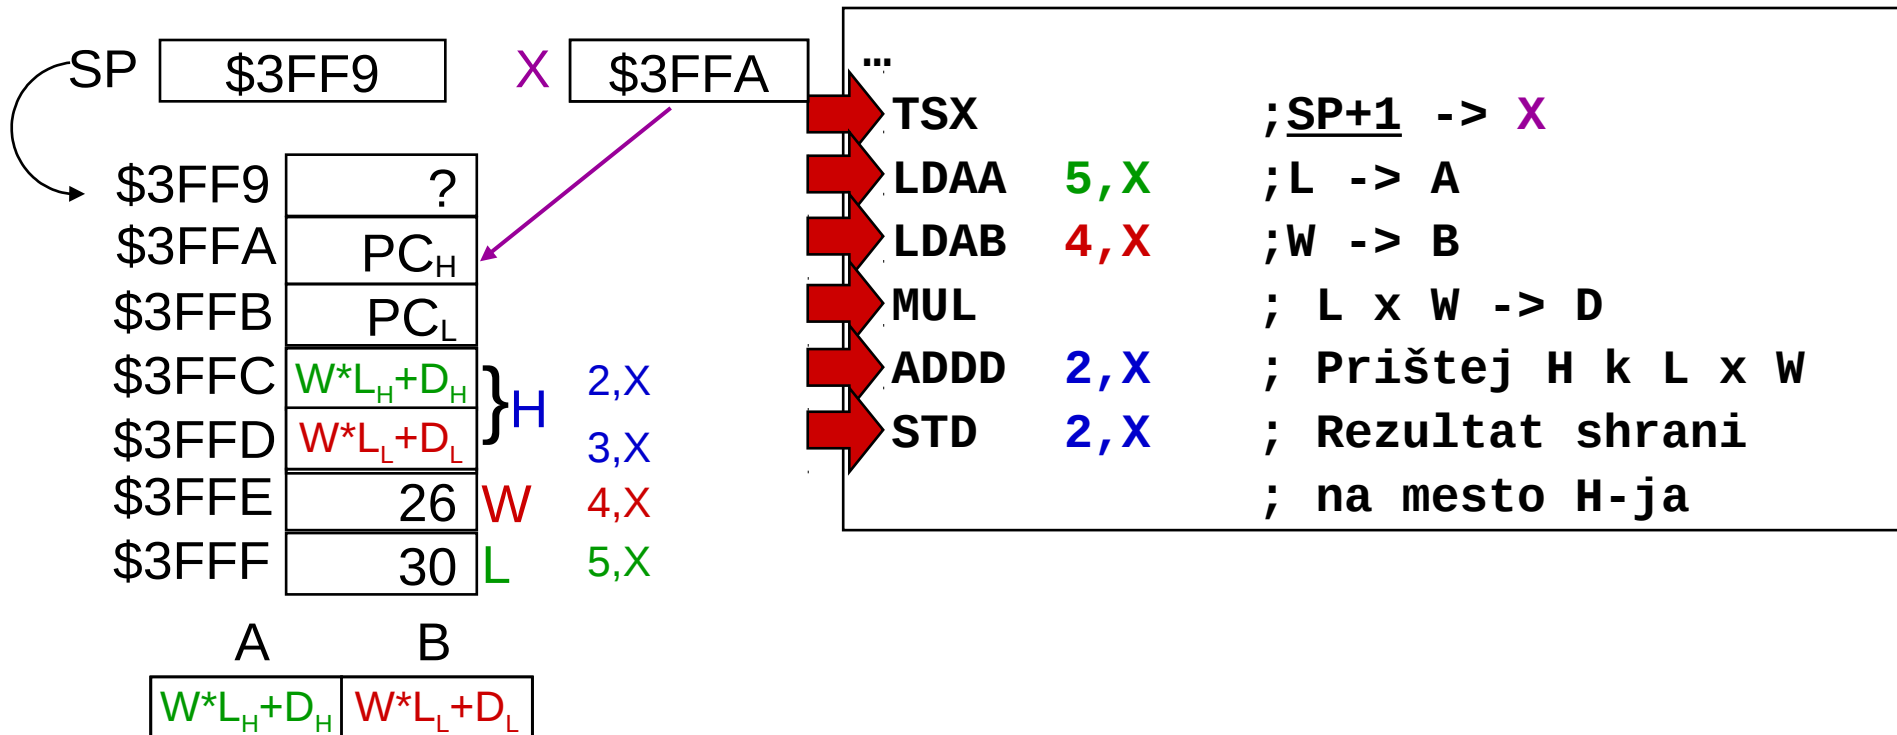 SP $3FF9 X $3FFA
$3FF9 ?
$3FFA PCH
$3FFB PCL
$3FFC W*LH+DH } H 2,X
$3FFD W*LL+DL 3,X
$3FFE 26 W 4,X
$3FFF 30 L 5,X
A B
W*LH+DH W*LL+DL
…
TSX ;SP+1 -> X
LDAA 5,X ;L -> A
LDAB 4,X ;W -> B
MUL ; L x W -> D
ADDD 2,X ; Prištej H k L x W
STD 2,X ; Rezultat shrani
; na mesto H-ja